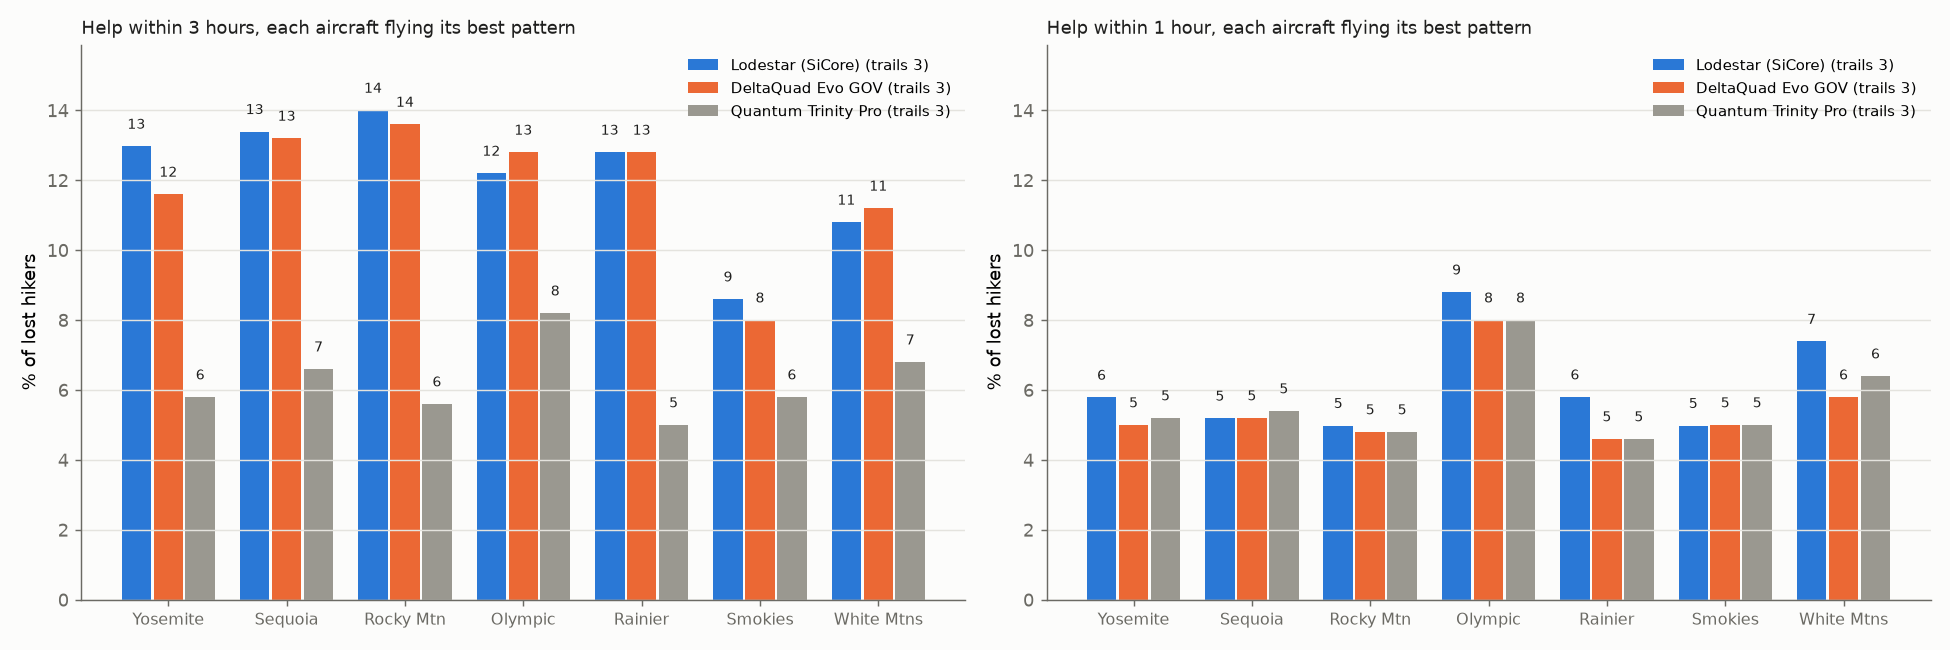 Help within 3 hours, each aircraft flying its best pattern
Lodestar (SiCore) (trails 3)
DeltaQuad Evo GOV (trails 3)
Quantum Trinity Pro (trails 3)
% of lost hikers
14
12
10
8
6
4
2
0
13 12 6
13 13 7
14 14 6
12 13 8
13 13 5
9 8 6
11 11 7
Yosemite Sequoia Rocky Mtn Olympic Rainier Smokies White Mtns
Help within 1 hour, each aircraft flying its best pattern
Lodestar (SiCore) (trails 3)
DeltaQuad Evo GOV (trails 3)
Quantum Trinity Pro (trails 3)
% of lost hikers
14
12
10
8
6
4
2
0
6 5 5
5 5 5
5 5 5
9 8 8
6 5 5
5 5 5
7 6 6
Yosemite Sequoia Rocky Mtn Olympic Rainier Smokies White Mtns